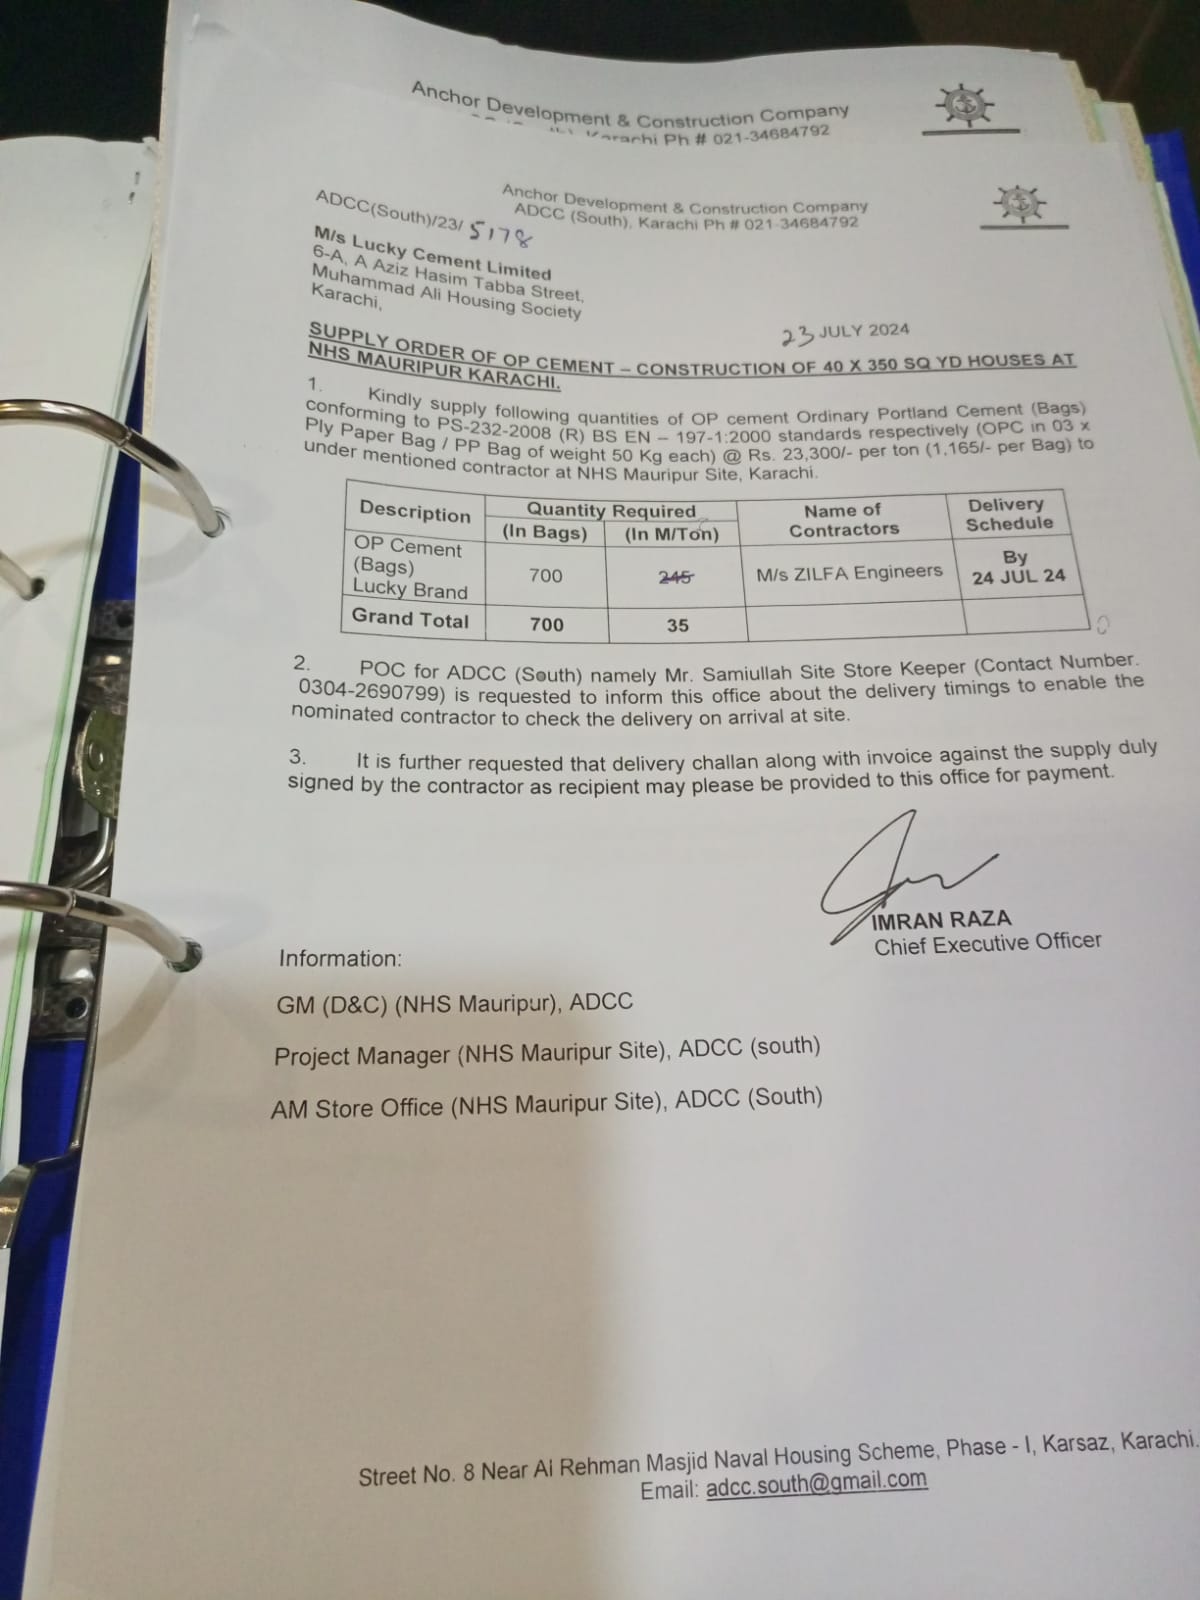 Anchor Development & Construction Company
Karachi Ph # 021-34684792
Anchor Development & Construction Company
ADCC (South), Karachi Ph # 021-34684792
ADCC(South)/23/ 5178
M/s Lucky Cement Limited
6-A, A Aziz Hasim Tabba Street,
Muhammad Ali Housing Society
Karachi,
23 JULY 2024
SUPPLY ORDER OF OP CEMENT – CONSTRUCTION OF 40 X 350 SQ YD HOUSES AT
NHS MAURIPUR KARACHI.
1. Kindly supply following quantities of OP cement Ordinary Portland Cement (Bags)
conforming to PS-232-2008 (R) BS EN – 197-1:2000 standards respectively (OPC in 03 x
Ply Paper Bag / PP Bag of weight 50 Kg each) @ Rs. 23,300/- per ton (1,165/- per Bag) to
under mentioned contractor at NHS Mauripur Site, Karachi.
Description Quantity Required Name of Contractors Delivery Schedule
(In Bags) (In M/Ton)
OP Cement (Bags) Lucky Brand 700 245 M/s ZILFA Engineers By 24 JUL 24
Grand Total 700 35
2. POC for ADCC (South) namely Mr. Samiullah Site Store Keeper (Contact Number.
0304-2690799) is requested to inform this office about the delivery timings to enable the
nominated contractor to check the delivery on arrival at site.
3. It is further requested that delivery challan along with invoice against the supply duly
signed by the contractor as recipient may please be provided to this office for payment.
IMRAN RAZA
Chief Executive Officer
Information:
GM (D&C) (NHS Mauripur), ADCC
Project Manager (NHS Mauripur Site), ADCC (south)
AM Store Office (NHS Mauripur Site), ADCC (South)
Street No. 8 Near Ai Rehman Masjid Naval Housing Scheme, Phase - I, Karsaz, Karachi.
Email: adcc.south@gmail.com